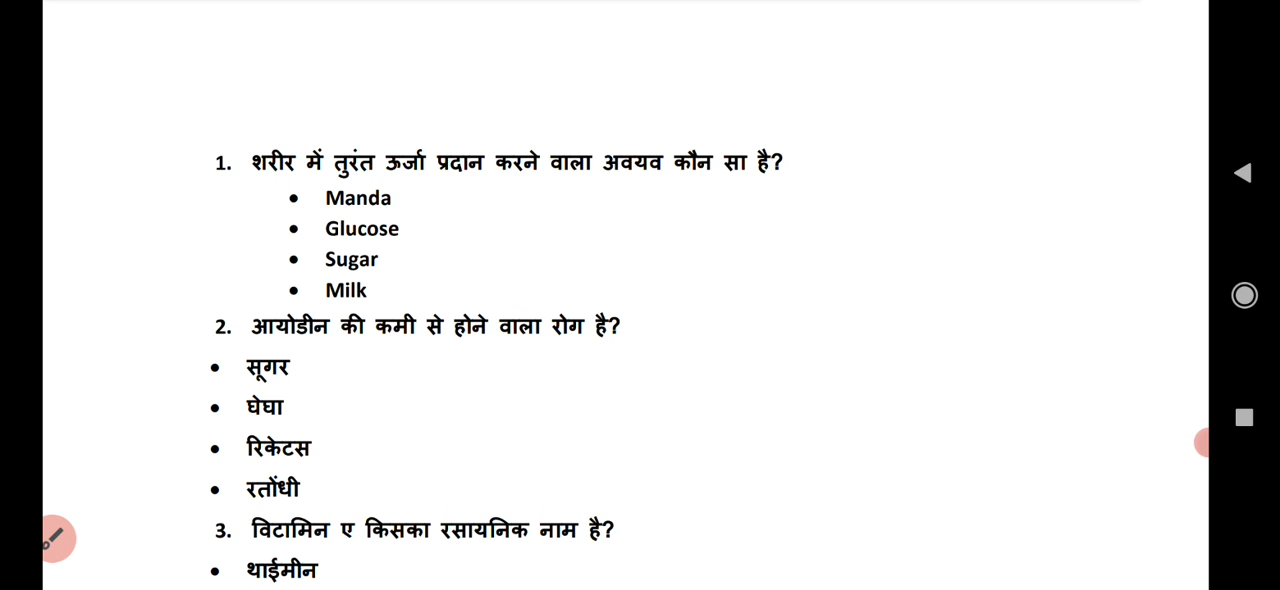 1. शरीर में तुरंत ऊर्जा प्रदान करने वाला अवयव कौन सा है?
• Manda
• Glucose
• Sugar
• Milk
2. आयोडीन की कमी से होने वाला रोग है?
• सूगर
• घेघा
• रिकेटस
• रतोंधी
3. विटामिन ए किसका रसायनिक नाम है?
• थाईमीन